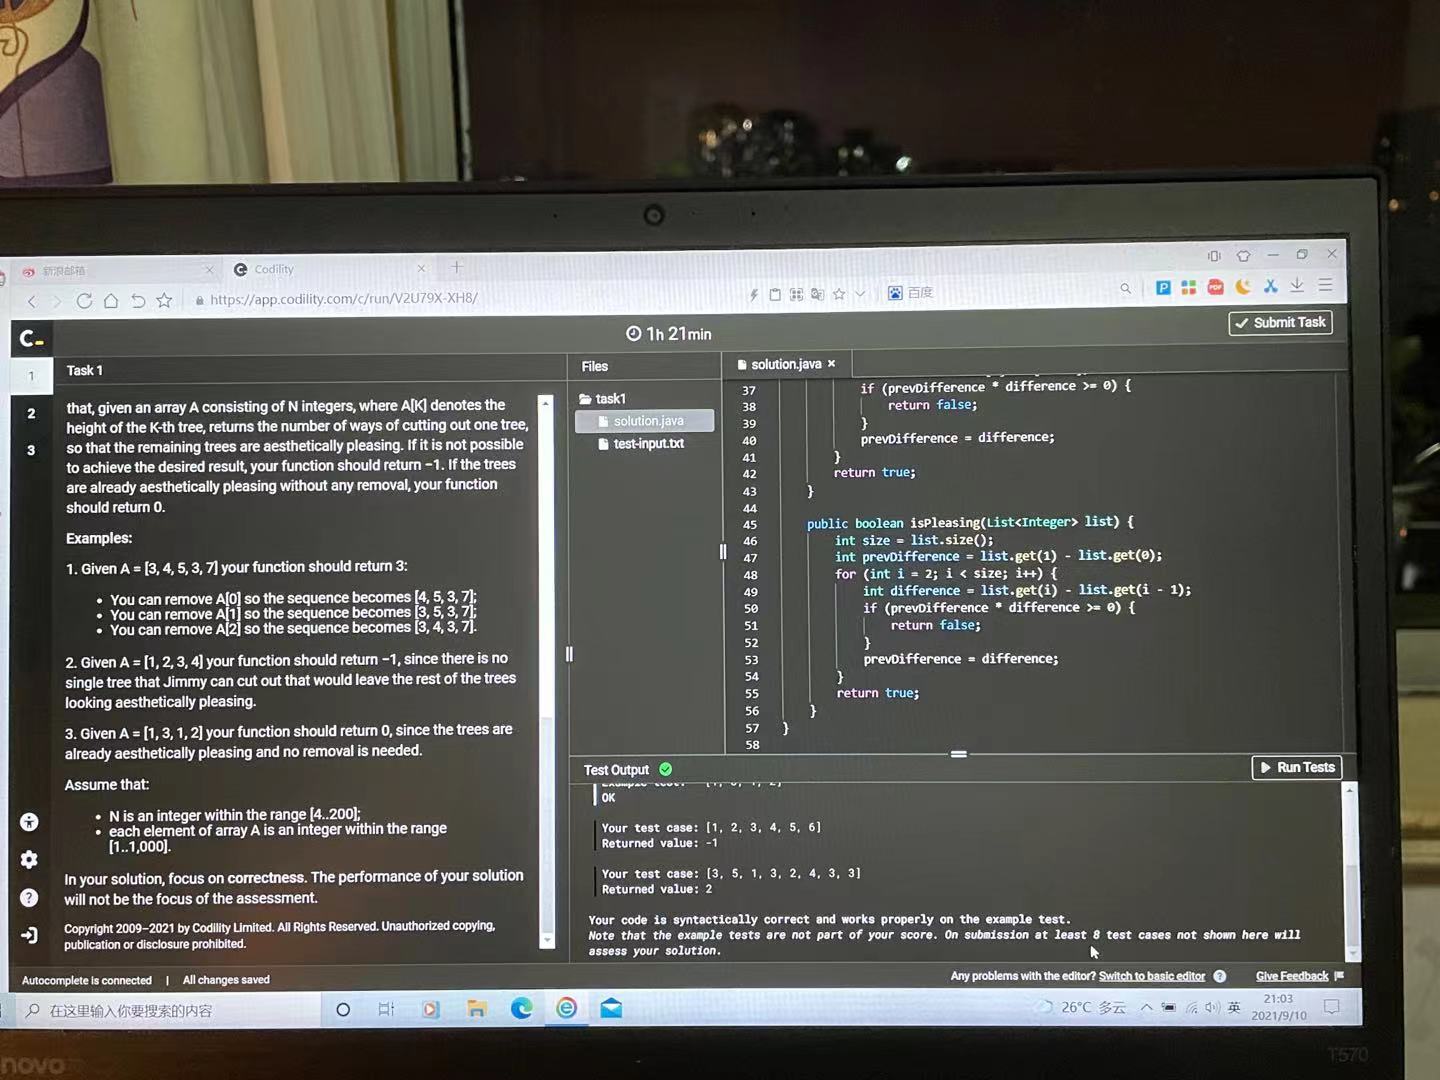 新浪邮箱
Codility
https://app.codility.com/c/run/V2U79X-XH8/
百度
1h 21min
Submit Task
1
2
3
Task 1
that, given an array A consisting of N integers, where A[K] denotes the
height of the K-th tree, returns the number of ways of cutting out one tree,
so that the remaining trees are aesthetically pleasing. If it is not possible
to achieve the desired result, your function should return −1. If the trees
are already aesthetically pleasing without any removal, your function
should return 0.
Examples:
1. Given A = [3, 4, 5, 3, 7] your function should return 3:
• You can remove A[0] so the sequence becomes [4, 5, 3, 7];
• You can remove A[1] so the sequence becomes [3, 5, 3, 7];
• You can remove A[2] so the sequence becomes [3, 4, 3, 7].
2. Given A = [1, 2, 3, 4] your function should return −1, since there is no
single tree that Jimmy can cut out that would leave the rest of the trees
looking aesthetically pleasing.
3. Given A = [1, 3, 1, 2] your function should return 0, since the trees are
already aesthetically pleasing and no removal is needed.
Assume that:
• N is an integer within the range [4..200];
• each element of array A is an integer within the range
[1..1,000].
In your solution, focus on correctness. The performance of your solution
will not be the focus of the assessment.
Copyright 2009–2021 by Codility Limited. All Rights Reserved. Unauthorized copying,
publication or disclosure prohibited.
Files
task1
solution.java
test-input.txt
solution.java ×
37 if (prevDifference * difference >= 0) {
38 return false;
39 }
40 prevDifference = difference;
41 }
42 return true;
43 }
44
45 public boolean isPleasing(List<Integer> list) {
46 int size = list.size();
47 int prevDifference = list.get(1) - list.get(0);
48 for (int i = 2; i < size; i++) {
49 int difference = list.get(i) - list.get(i - 1);
50 if (prevDifference * difference >= 0) {
51 return false;
52 }
53 prevDifference = difference;
54 }
55 return true;
56 }
57 }
58
Test Output
Run Tests
OK
Your test case: [1, 2, 3, 4, 5, 6]
Returned value: -1
Your test case: [3, 5, 1, 3, 2, 4, 3, 3]
Returned value: 2
Your code is syntactically correct and works properly on the example test.
Note that the example tests are not part of your score. On submission at least 8 test cases not shown here will
assess your solution.
Autocomplete is connected | All changes saved
Any problems with the editor? Switch to basic editor
Give Feedback
在这里输入你要搜索的内容
26°C 多云
英
21:03
2021/9/10
novo
T570